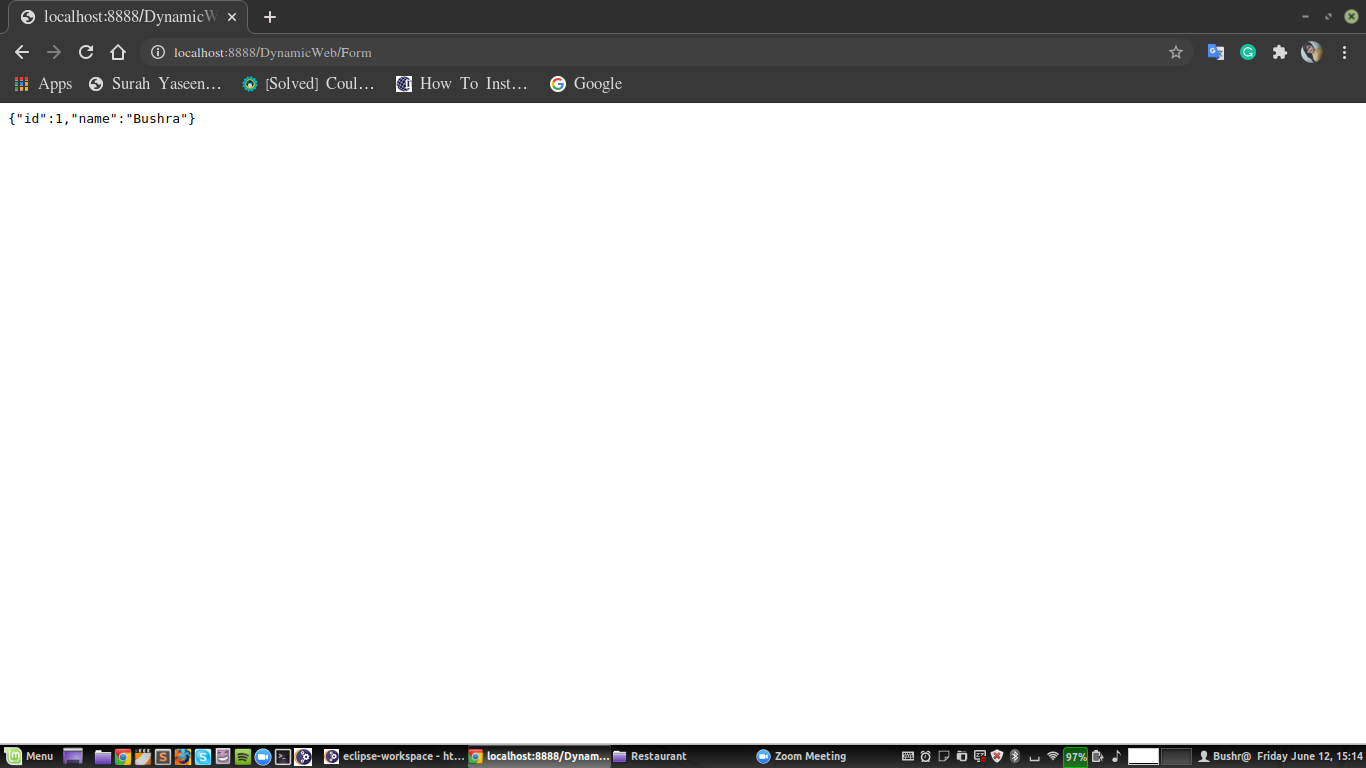 localhost:8888/DynamicW
localhost:8888/DynamicWeb/Form
Apps Surah Yaseen... [Solved] Coul... How To Inst... Google
{"id":1,"name":"Bushra"}
Menu eclipse-workspace - ht... localhost:8888/Dynam... Restaurant Zoom Meeting 97% Bushr@ Friday June 12, 15:14